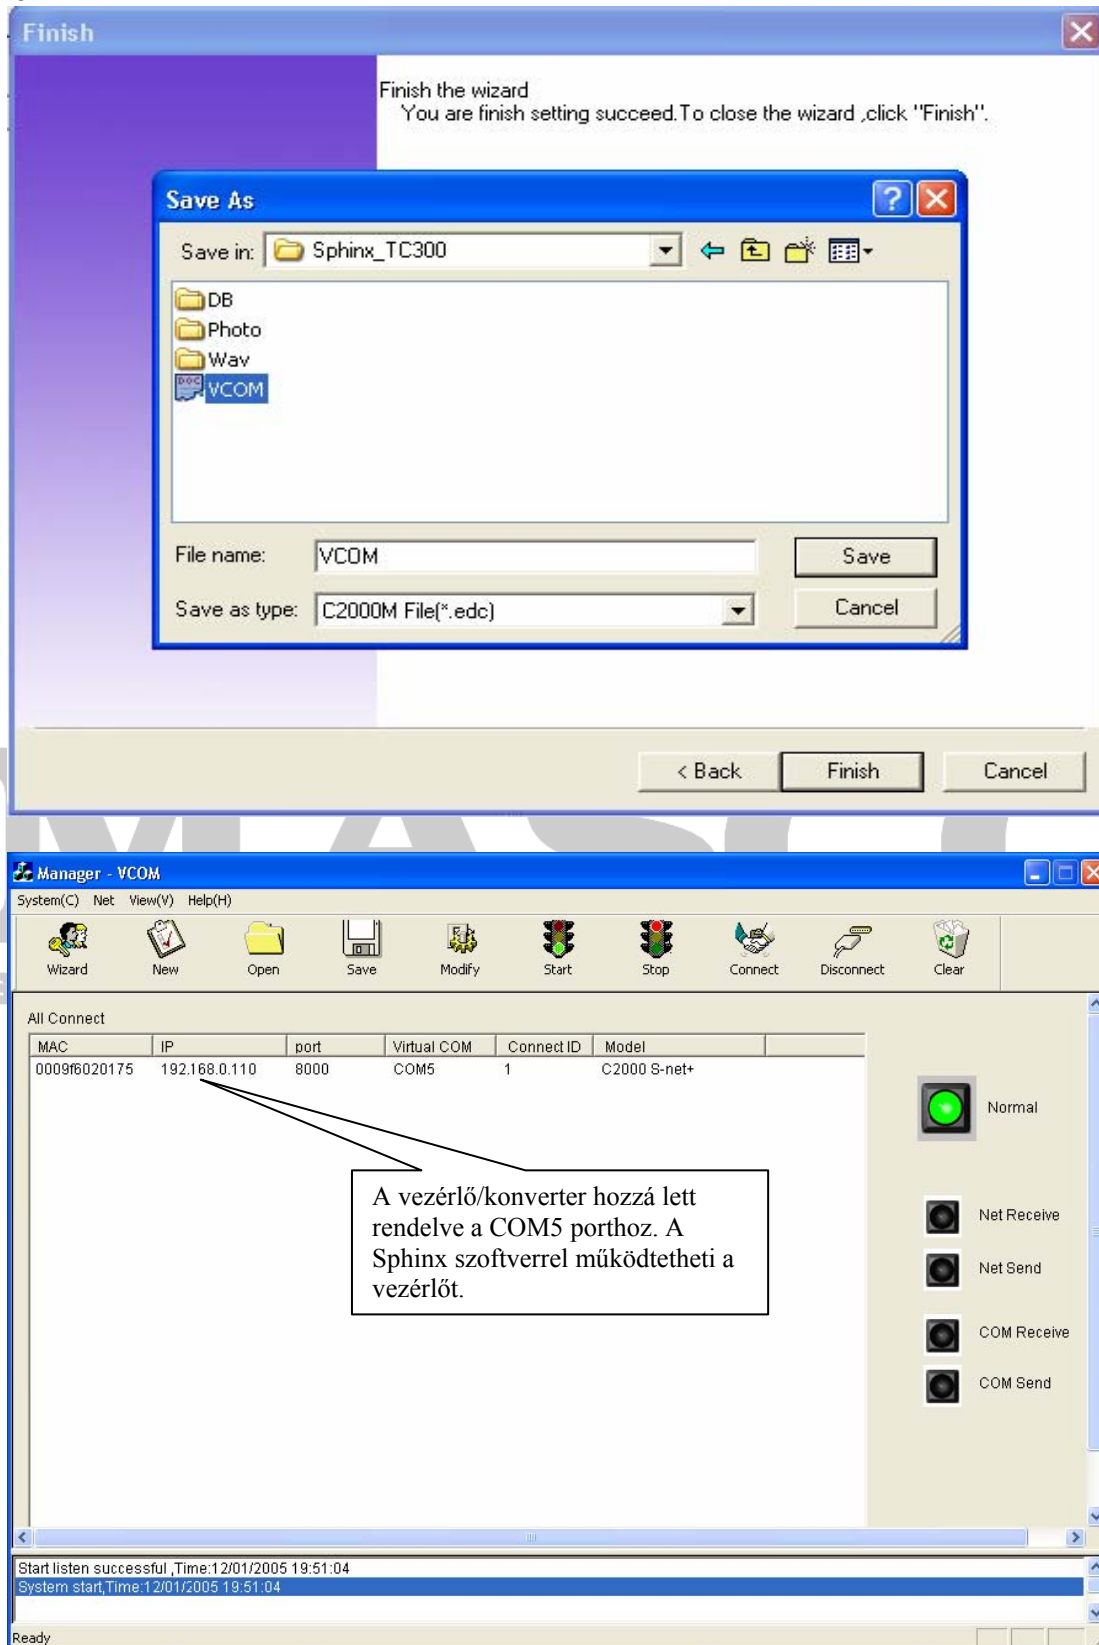 Finish
Finish the wizard
You are finish setting succeed.To close the wizard ,click "Finish".
Save As
Save in: Sphinx_TC300
DB
Photo
Wav
VCOM
File name: VCOM Save
Save as type: C2000M File(*.edc) Cancel
< Back Finish Cancel
Manager - VCOM
System(C) Net View(V) Help(H)
Wizard New Open Save Modify Start Stop Connect Disconnect Clear
All Connect
MAC IP port Virtual COM Connect ID Model
0009f6020175 192.168.0.110 8000 COM5 1 C2000 S-net+
Normal
A vezérlő/konverter hozzá lett
rendelve a COM5 porthoz. A
Sphinx szoftverrel működtetheti a
vezérlőt.
Net Receive
Net Send
COM Receive
COM Send
Start listen successful ,Time:12/01/2005 19:51:04
System start,Time:12/01/2005 19:51:04
Ready